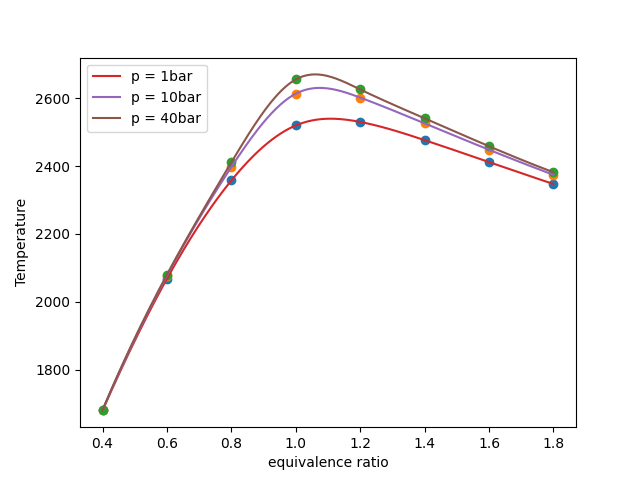 p = 1bar
p = 10bar
p = 40bar
2600
2400
2200
2000
1800
Temperature
0.4 0.6 0.8 1.0 1.2 1.4 1.6 1.8
equivalence ratio